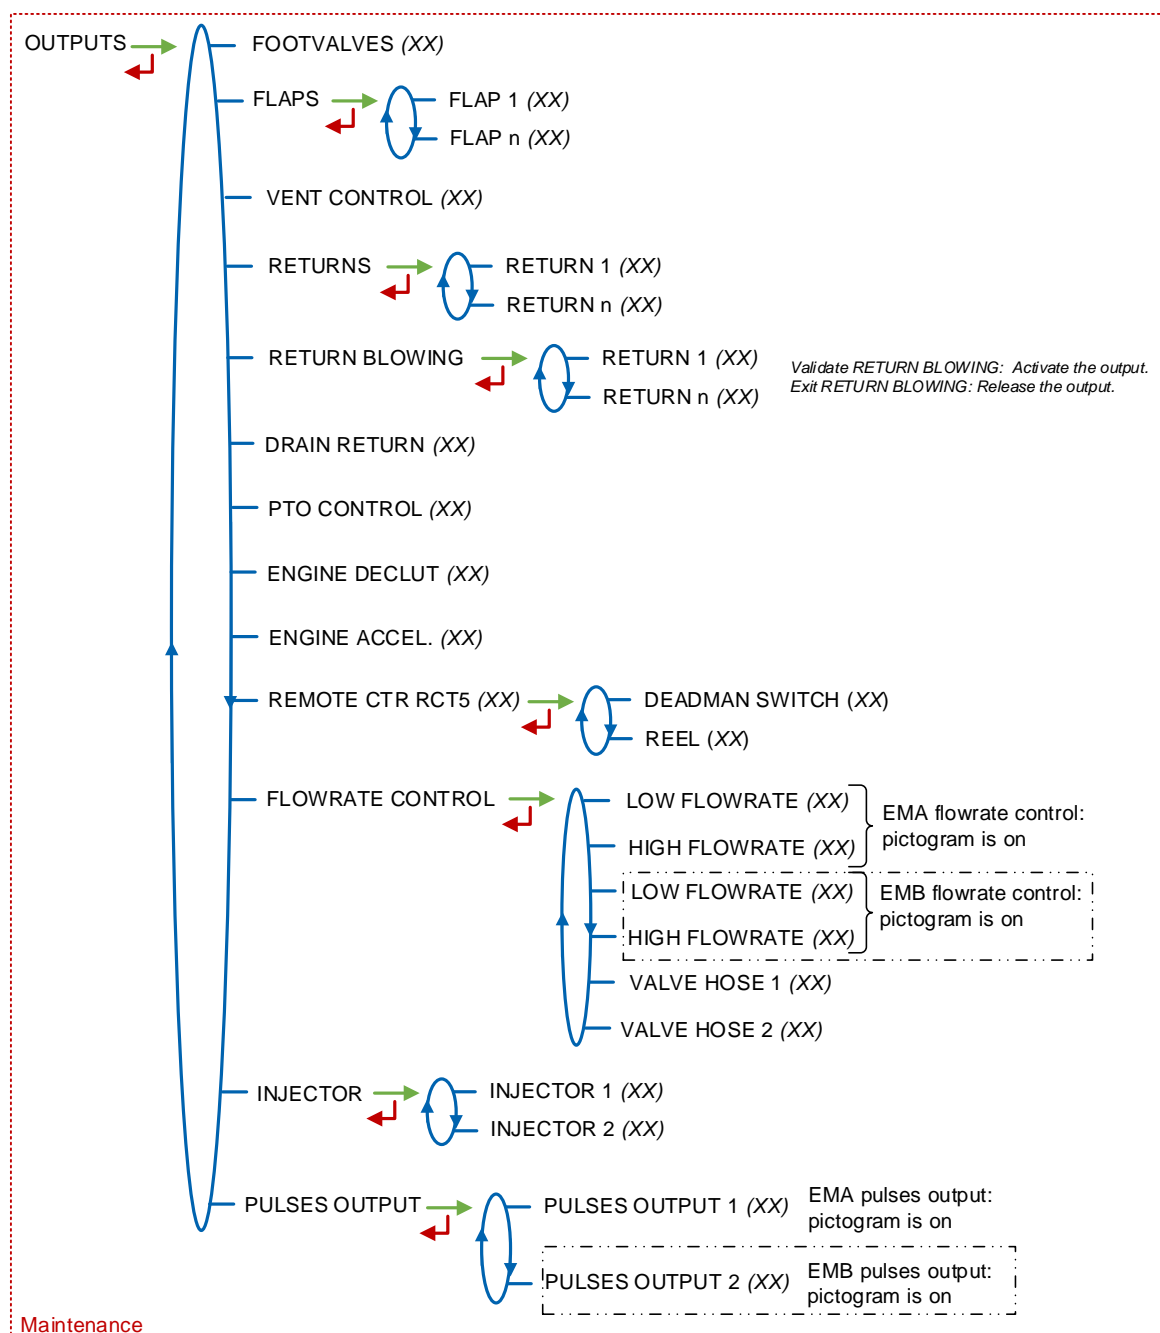 OUTPUTS
FOOTVALVES (XX)
FLAPS
FLAP 1 (XX)
FLAP n (XX)
VENT CONTROL (XX)
RETURNS
RETURN 1 (XX)
RETURN n (XX)
RETURN BLOWING
RETURN 1 (XX)
RETURN n (XX)
Validate RETURN BLOWING: Activate the output.
Exit RETURN BLOWING: Release the output.
DRAIN RETURN (XX)
PTO CONTROL (XX)
ENGINE DECLUT (XX)
ENGINE ACCEL. (XX)
REMOTE CTR RCT5 (XX)
DEADMAN SWITCH (XX)
REEL (XX)
FLOWRATE CONTROL
LOW FLOWRATE (XX)
HIGH FLOWRATE (XX)
EMA flowrate control:
pictogram is on
LOW FLOWRATE (XX)
HIGH FLOWRATE (XX)
EMB flowrate control:
pictogram is on
VALVE HOSE 1 (XX)
VALVE HOSE 2 (XX)
INJECTOR
INJECTOR 1 (XX)
INJECTOR 2 (XX)
PULSES OUTPUT
PULSES OUTPUT 1 (XX)
EMA pulses output:
pictogram is on
PULSES OUTPUT 2 (XX)
EMB pulses output:
pictogram is on
Maintenance